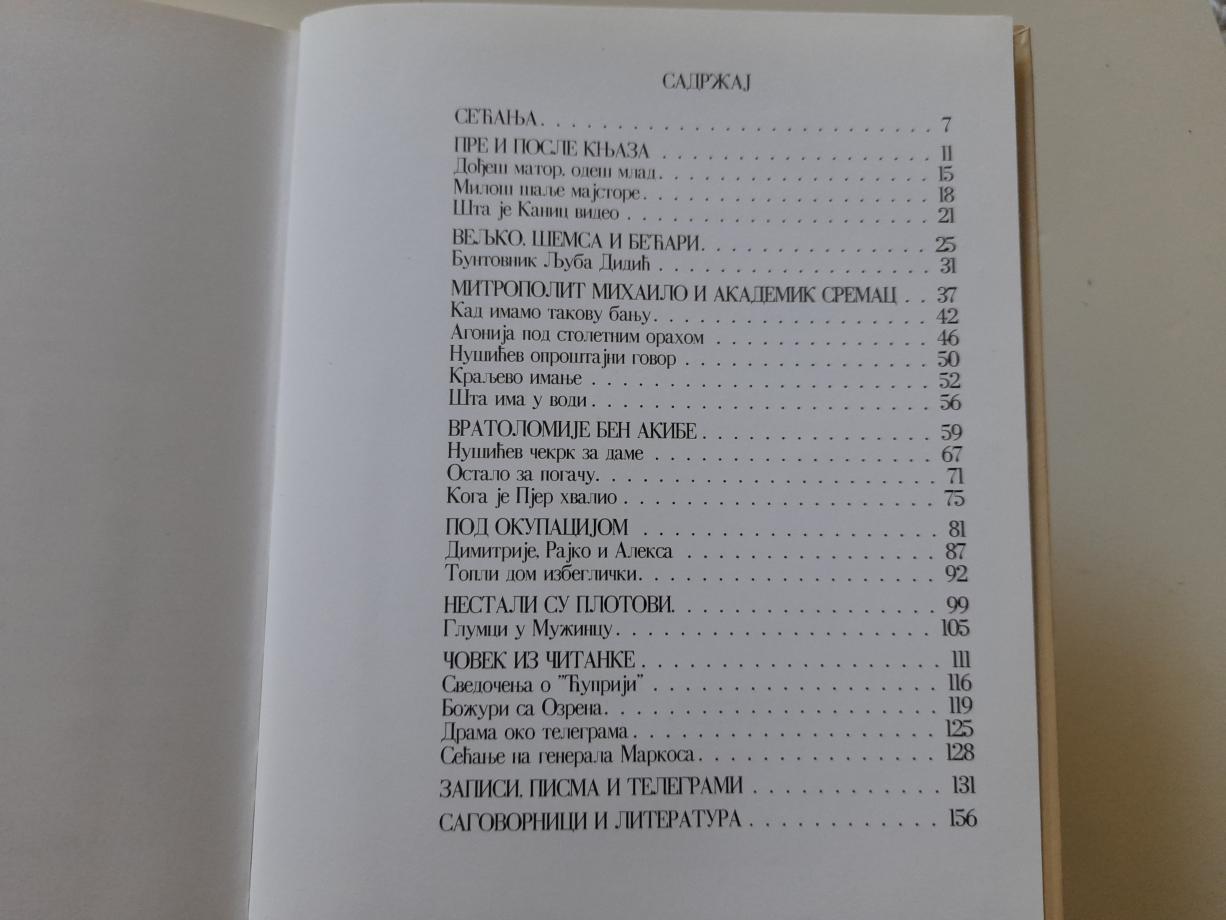 САДРЖАЈ
СЕЋАЊА. . . . . . . . . . . . . . . . . . . . . . 7
ПРЕ И ПОСЛЕ КЊАЗА . . . . . . . . . . . . . . . . 11
Дођеш матор, одеш млад. . . . . . . . . . . . . . . . 15
Милош шаље мајсторе. . . . . . . . . . . . . . . . . 18
Шта је Каниц видео . . . . . . . . . . . . . . . . . 21
ВЕЉКО, ШЕМСА И БЕЋАРИ. . . . . . . . . . . . . . 25
Бунтовник Љуба Дидић . . . . . . . . . . . . . . . . 31
МИТРОПОЛИТ МИХАИЛО И АКАДЕМИК СРЕМАЦ . . 37
Кад имамо такову бању. . . . . . . . . . . . . . . . 42
Агонија под столетним орахом . . . . . . . . . . . . . 46
Нушићев опроштајни говор . . . . . . . . . . . . . . 50
Краљево имање . . . . . . . . . . . . . . . . . . . 52
Шта има у води. . . . . . . . . . . . . . . . . . . 56
ВРАТОЛОМИЈЕ БЕН АКИБЕ. . . . . . . . . . . . . . 59
Нушићев чекрк за даме . . . . . . . . . . . . . . . . 67
Остало за погачу. . . . . . . . . . . . . . . . . . . 71
Кога је Пјер хвалио . . . . . . . . . . . . . . . . . 75
ПОД ОКУПАЦИЈОМ . . . . . . . . . . . . . . . . . 81
Димитрије, Рајко и Алекса . . . . . . . . . . . . . . 87
Топли дом избеглички. . . . . . . . . . . . . . . . . 92
НЕСТАЛИ СУ ПЛОТОВИ. . . . . . . . . . . . . . . . 99
Глумци у Мужинцу. . . . . . . . . . . . . . . . . . 105
ЧОВЕК ИЗ ЧИТАНКЕ . . . . . . . . . . . . . . . . . 111
Сведочења о "Ћуприји" . . . . . . . . . . . . . . . . 116
Божури са Озрена. . . . . . . . . . . . . . . . . . . 119
Драма око телеграма. . . . . . . . . . . . . . . . . 125
Сећање на генерала Маркоса. . . . . . . . . . . . . . 128
ЗАПИСИ, ПИСМА И ТЕЛЕГРАМИ . . . . . . . . . . . . 131
САГОВОРНИЦИ И ЛИТЕРАТУРА . . . . . . . . . . . . 156